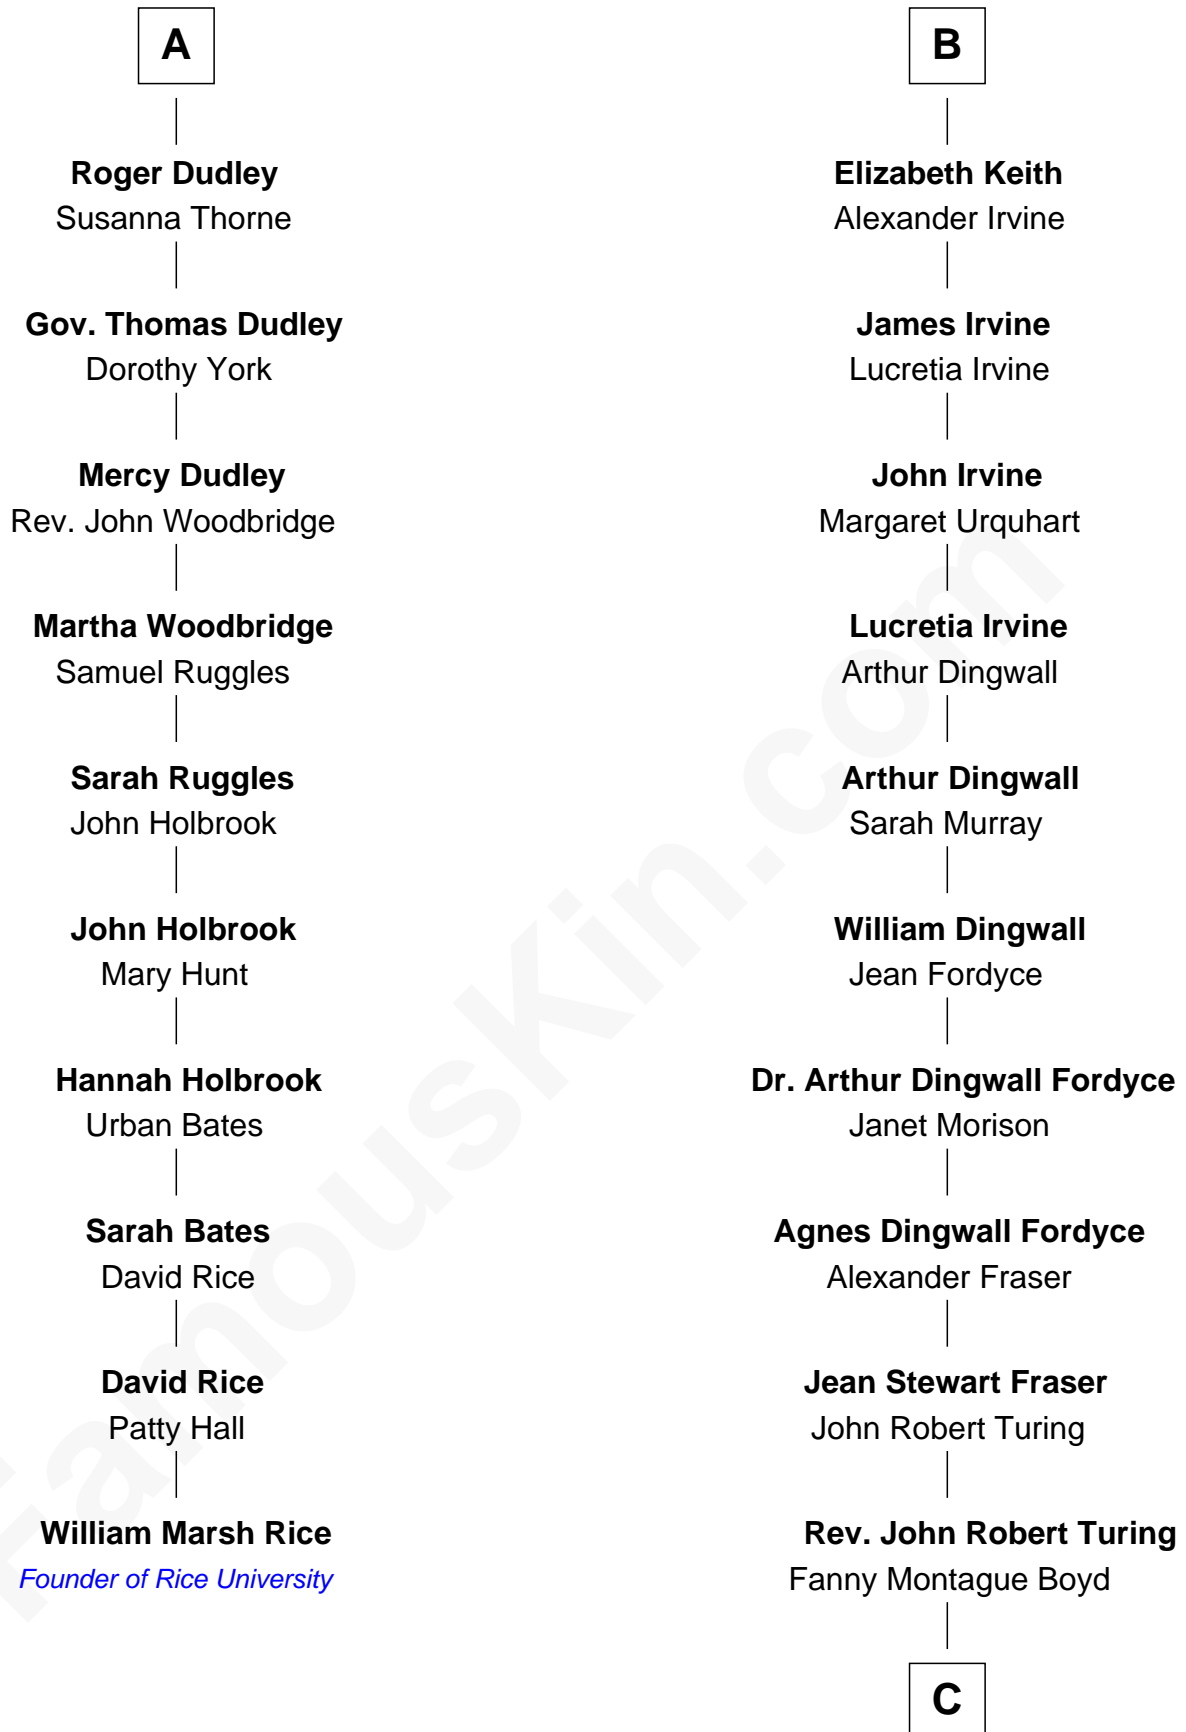 A
Roger Dudley
Susanna Thorne
Gov. Thomas Dudley
Dorothy York
Mercy Dudley
Rev. John Woodbridge
Martha Woodbridge
Samuel Ruggles
Sarah Ruggles
John Holbrook
John Holbrook
Mary Hunt
Hannah Holbrook
Urban Bates
Sarah Bates
David Rice
David Rice
Patty Hall
William Marsh Rice
Founder of Rice University
B
Elizabeth Keith
Alexander Irvine
James Irvine
Lucretia Irvine
John Irvine
Margaret Urquhart
Lucretia Irvine
Arthur Dingwall
Arthur Dingwall
Sarah Murray
William Dingwall
Jean Fordyce
Dr. Arthur Dingwall Fordyce
Janet Morison
Agnes Dingwall Fordyce
Alexander Fraser
Jean Stewart Fraser
John Robert Turing
Rev. John Robert Turing
Fanny Montague Boyd
C
FamousKin.com